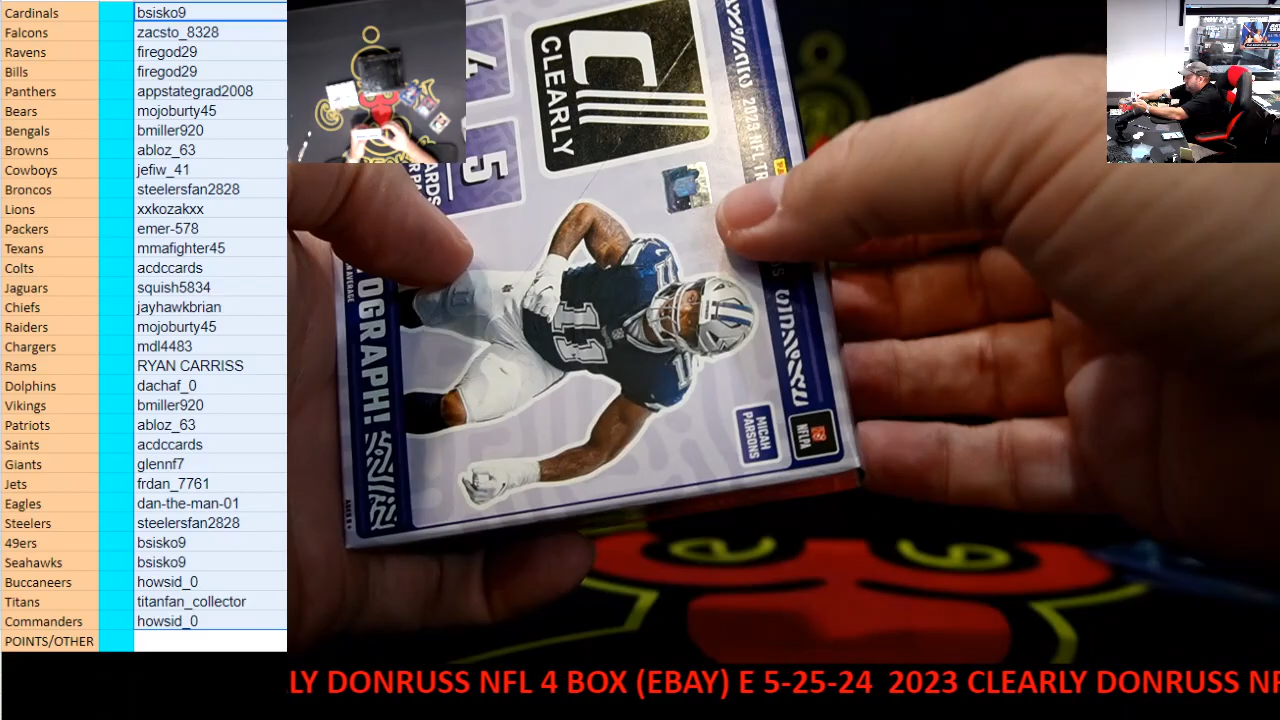 Cardinals bsisko9
Falcons zacsto_8328
Ravens firegod29
Bills firegod29
Panthers appstategrad2008
Bears mojoburty45
Bengals bmiller920
Browns abloz_63
Cowboys jefiw_41
Broncos steelersfan2828
Lions xxkozakxx
Packers emer-578
Texans mmafighter45
Colts acdccards
Jaguars squish5834
Chiefs jayhawkbrian
Raiders mojoburty45
Chargers mdl4483
Rams RYAN CARRISS
Dolphins dachaf_0
Vikings bmiller920
Patriots abloz_63
Saints acdccards
Giants glennf7
Jets frdan_7761
Eagles dan-the-man-01
Steelers steelersfan2828
49ers bsisko9
Seahawks bsisko9
Buccaneers howsid_0
Titans titanfan_collector
Commanders howsid_0
POINTS/OTHER
CLEARLY
2023 NFL TR
5
11
MICAH
PARSONS
NFLPA
OGRAPH!
LY DONRUSS NFL 4 BOX (EBAY) E 5-25-24 2023 CLEARLY DONRUSS NF